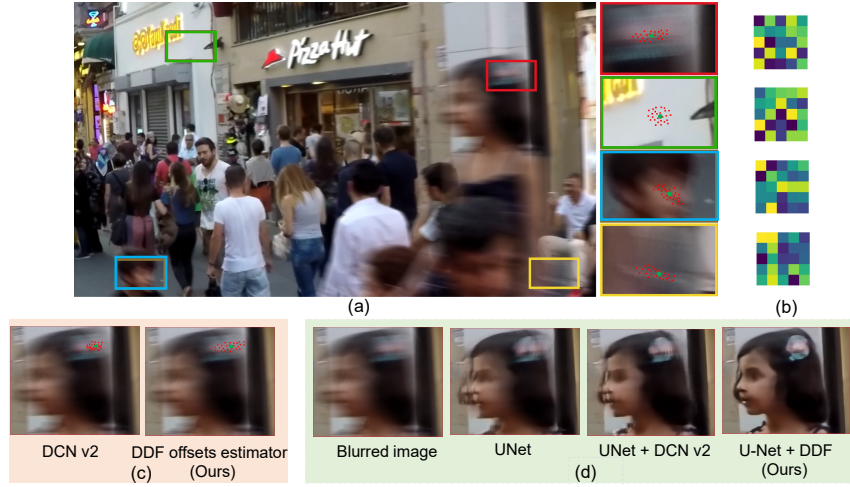 Pizza Hut
(a)
(b)
DCN v2
DDF offsets estimator
(Ours)
(c)
Blurred image
UNet
UNet + DCN v2
U-Net + DDF
(Ours)
(d)